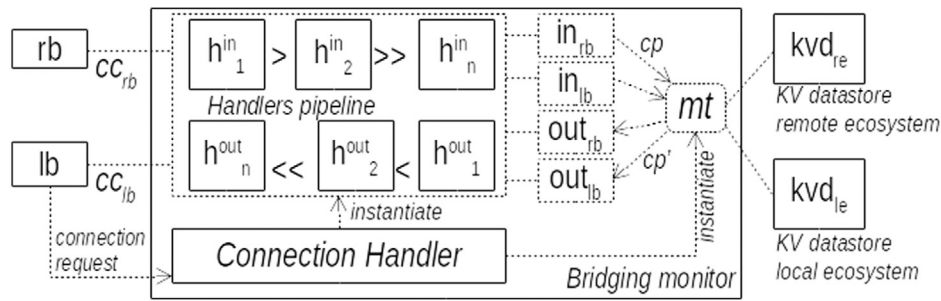 rb
cc_rb
h^in_1 > h^in_2 >> h^in_n
Handlers pipeline
in_rb
in_lb
cp
mt
kvd_re
KV datastore
remote ecosystem
lb
cc_lb
h^out_n << h^out_2 < h^out_1
out_rb
out_lb
cp'
kvd_le
KV datastore
local ecosystem
connection
request
instantiate
instantiate
Connection Handler
Bridging monitor